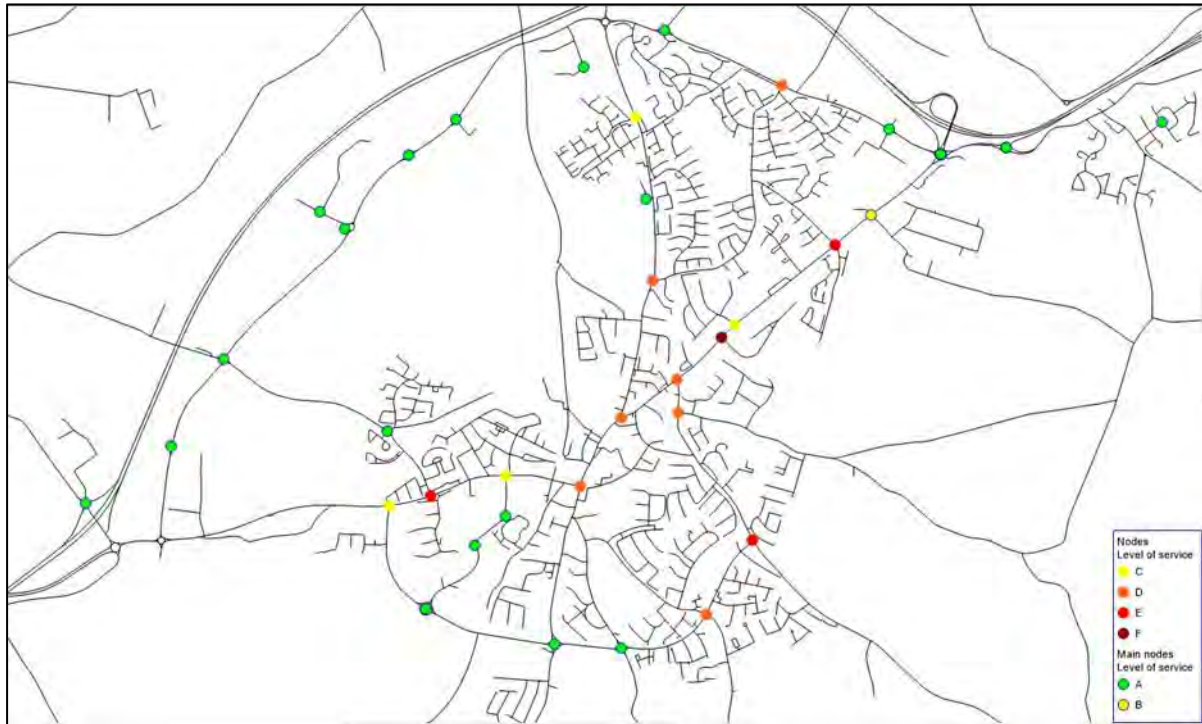 Nodes
Level of service
C
D
E
F
Main nodes
Level of service
A
B